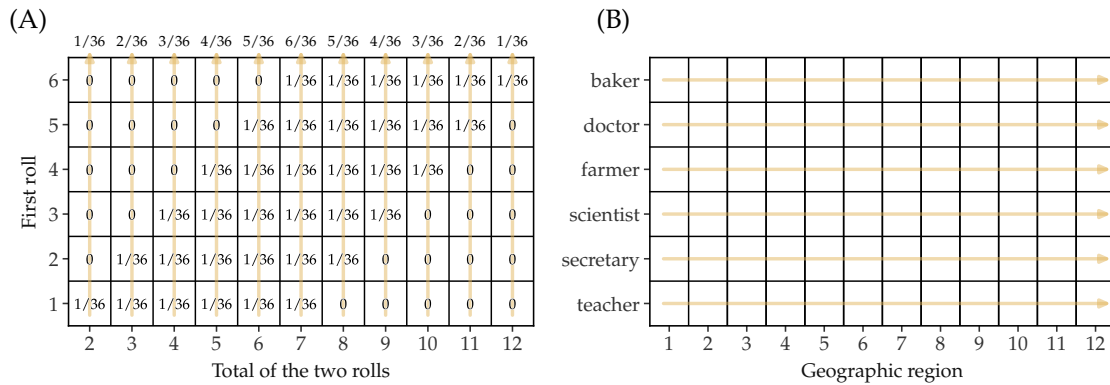 (A)
1/36 2/36 3/36 4/36 5/36 6/36 5/36 4/36 3/36 2/36 1/36
6 0 0 0 0 0 1/36 1/36 1/36 1/36 1/36 1/36
5 0 0 0 0 1/36 1/36 1/36 1/36 1/36 1/36 0
4 0 0 0 1/36 1/36 1/36 1/36 1/36 1/36 0 0
3 0 0 1/36 1/36 1/36 1/36 1/36 1/36 0 0 0
2 0 1/36 1/36 1/36 1/36 1/36 1/36 0 0 0 0
1 1/36 1/36 1/36 1/36 1/36 1/36 0 0 0 0 0
2 3 4 5 6 7 8 9 10 11 12
First roll
Total of the two rolls
(B)
baker
doctor
farmer
scientist
secretary
teacher
1 2 3 4 5 6 7 8 9 10 11 12
Geographic region